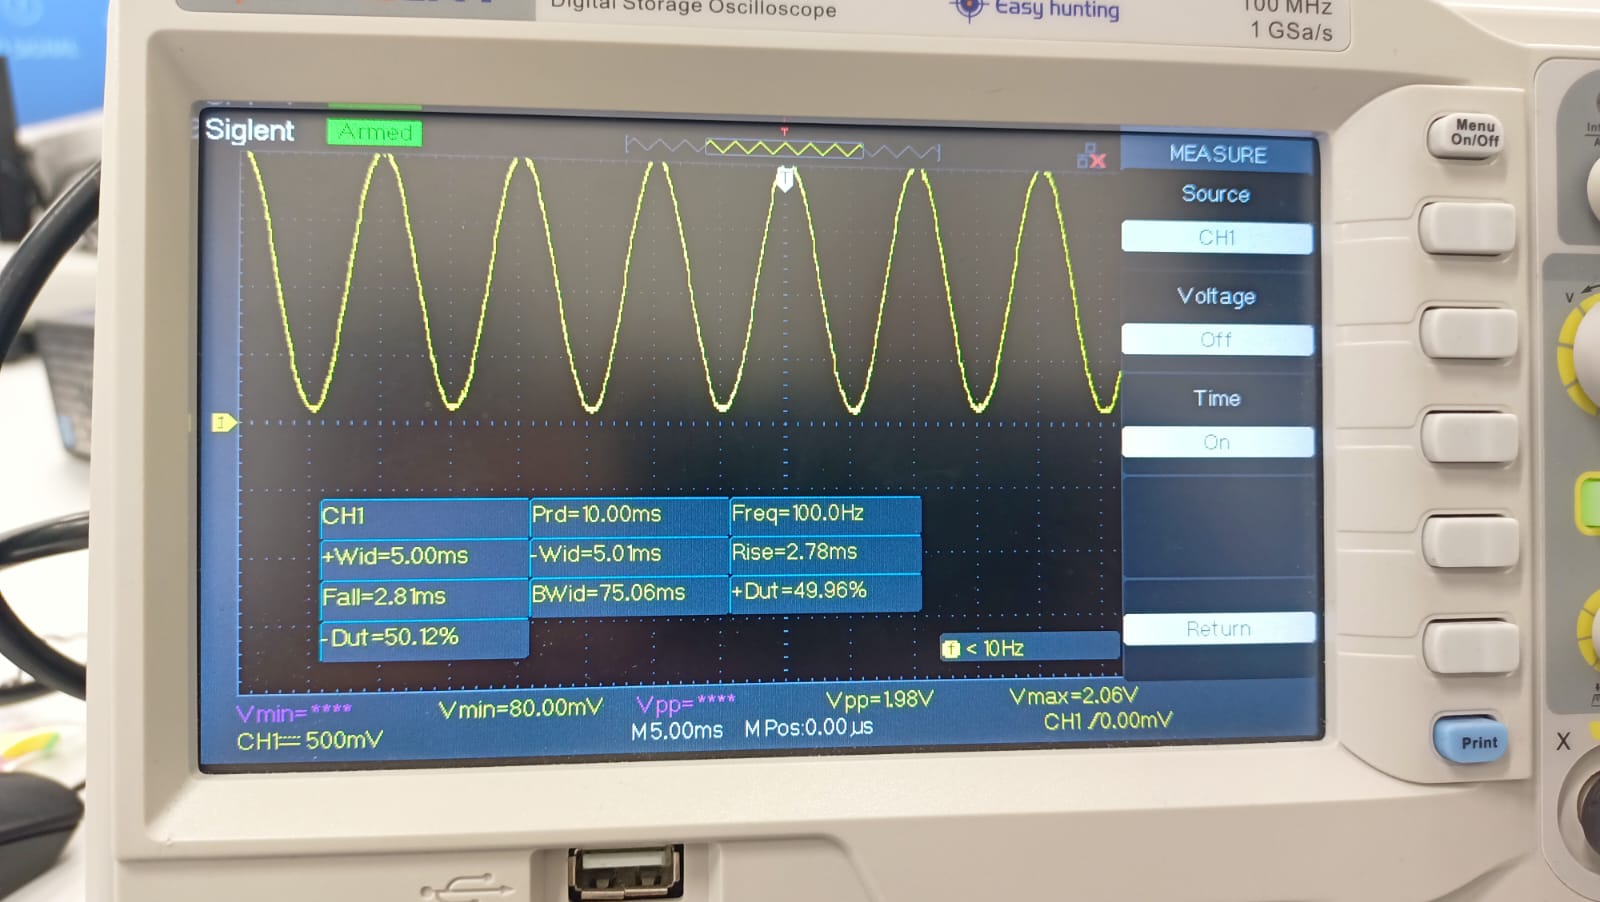 Digital Storage Oscilloscope
Easy hunting
100 MHz
1 GSa/s
Siglent
Armed
T
T
MEASURE
Source
CH1
Voltage
Off
Time
On
Return
1
CH1 Prd=10.00ms Freq=100.0Hz
+Wid=5.00ms -Wid=5.01ms Rise=2.78ms
Fall=2.81ms BWid=75.06ms +Dut=49.96%
-Dut=50.12%
f < 10Hz
Vmin=**** Vmin=80.00mV Vpp=**** Vpp=1.98V Vmax=2.06V
CH1 500mV M 5.00ms M Pos:0.00µs CH1 /0.00mV
Menu
On/Off
Print
V
X